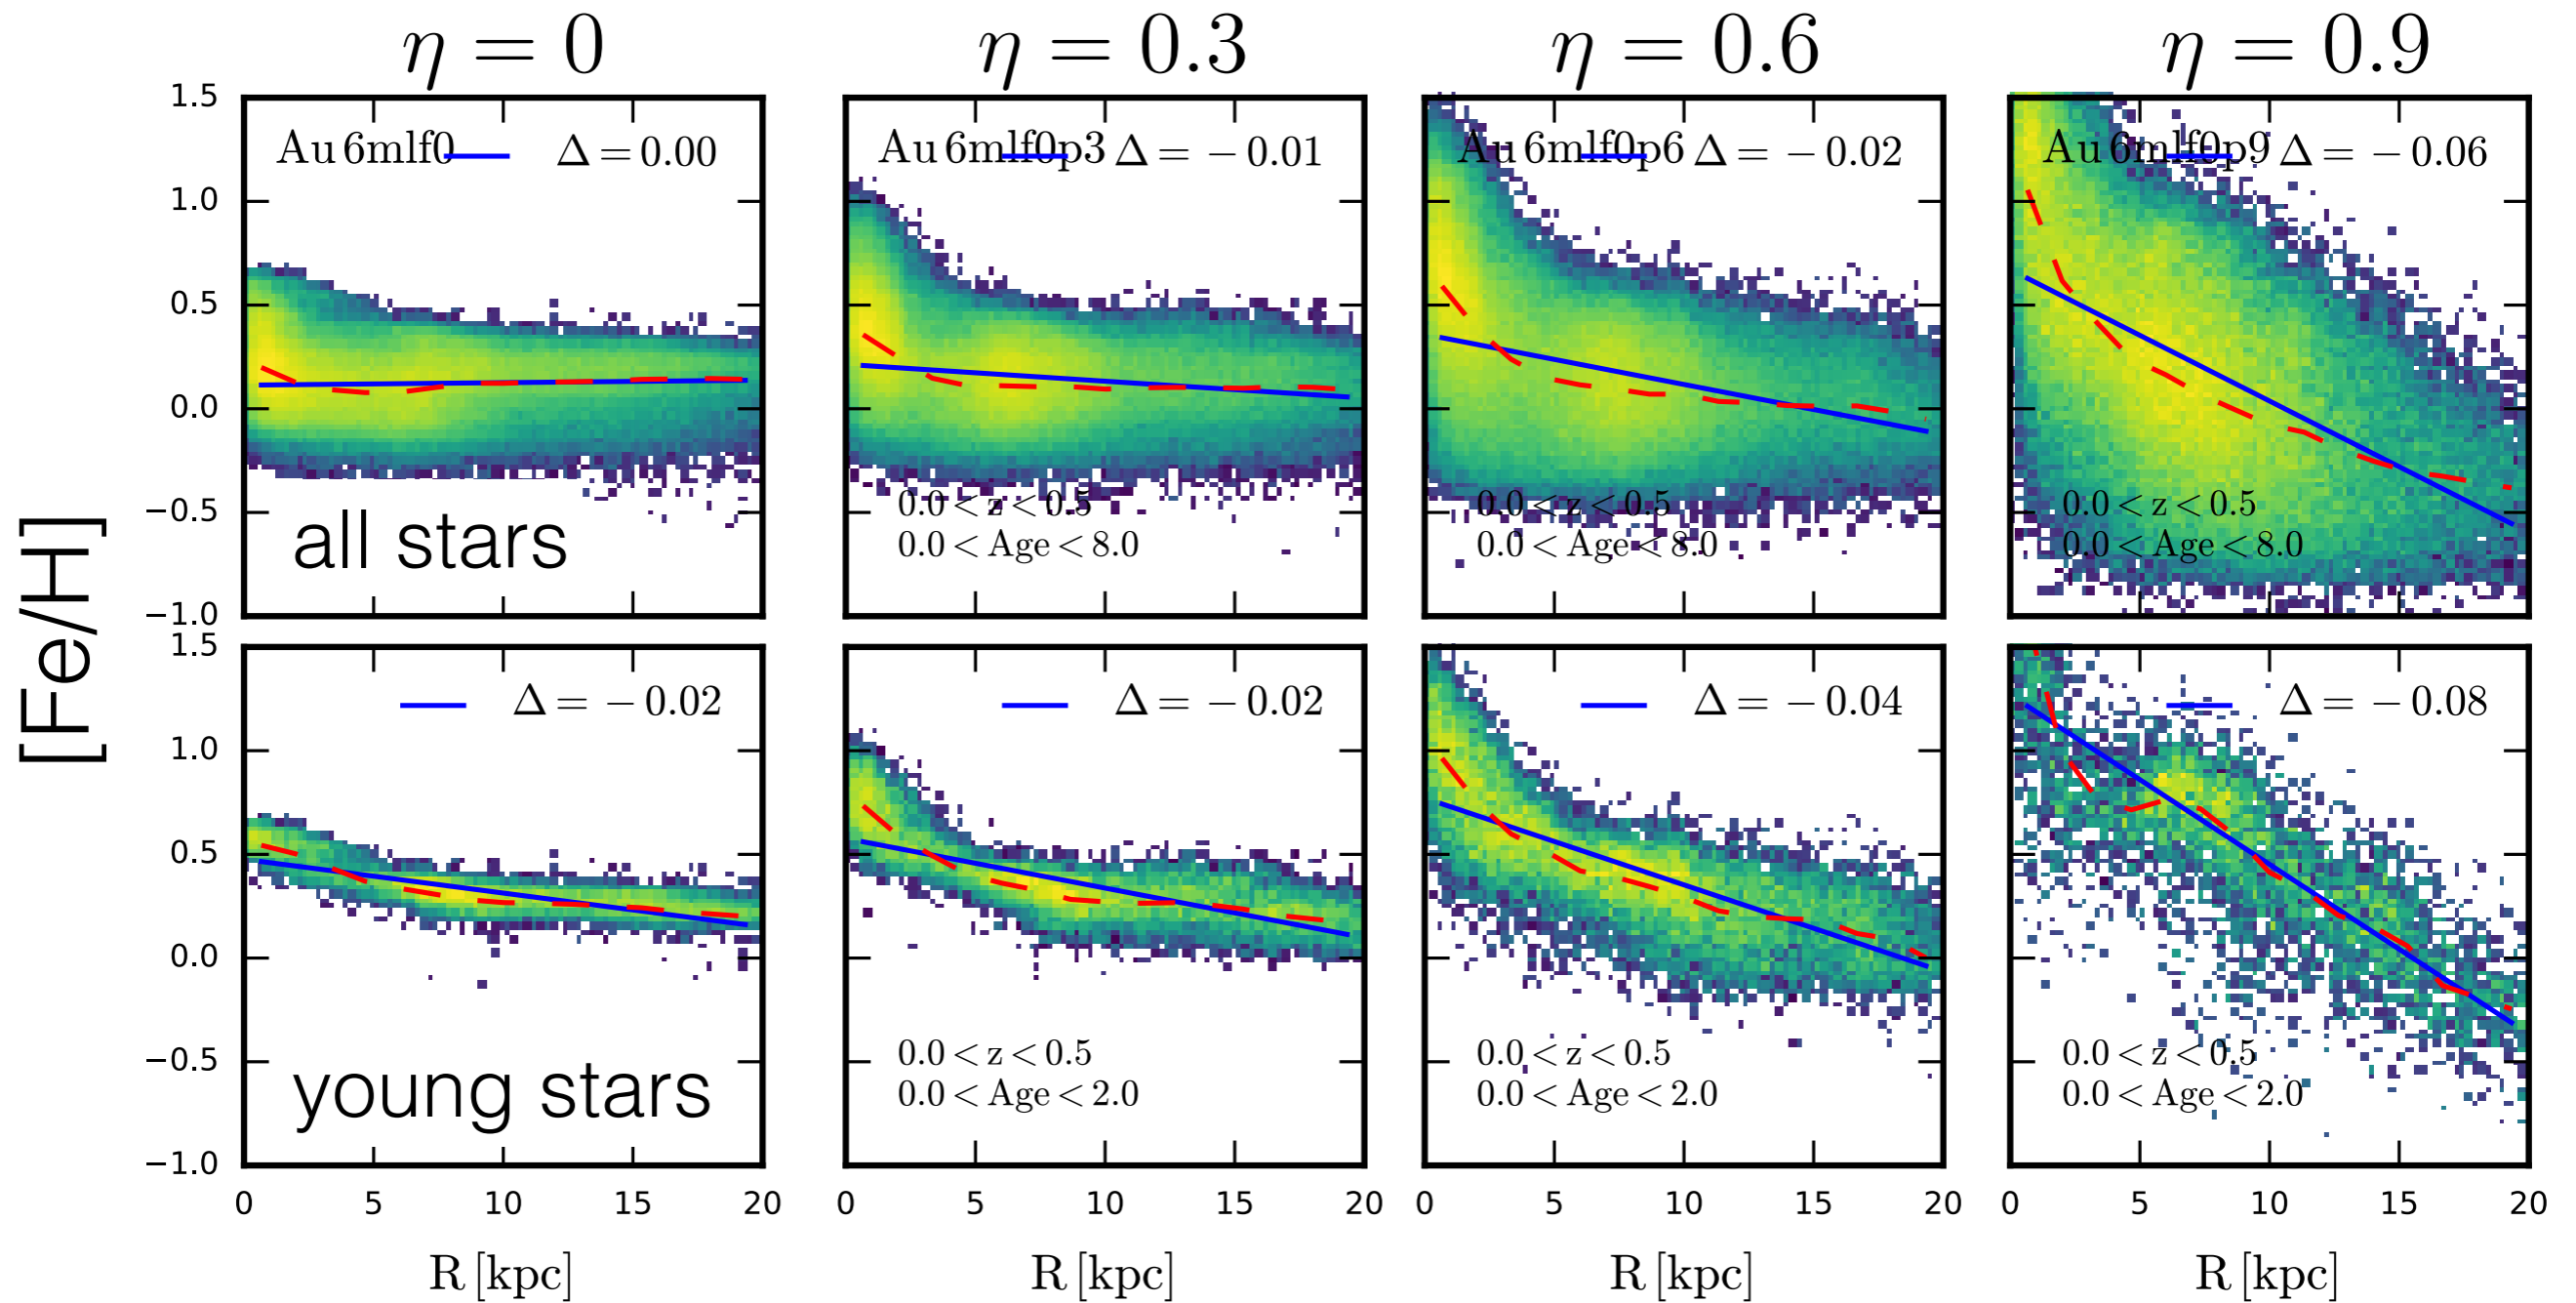 η = 0
η = 0.3
η = 0.6
η = 0.9
[Fe/H]
1.5
1.0
0.5
0.0
−0.5
−1.0
Au 6mlf0 Δ = 0.00
all stars
Au 6mlf0p3 Δ = − 0.01
0.0 < z < 0.5
0.0 < Age < 8.0
Au 6mlf0p6 Δ = − 0.02
0.0 < z < 0.5
0.0 < Age < 8.0
Au 6mlf0p9 Δ = − 0.06
0.0 < z < 0.5
0.0 < Age < 8.0
1.5
1.0
0.5
0.0
−0.5
−1.0
Δ = − 0.02
young stars
Δ = − 0.02
0.0 < z < 0.5
0.0 < Age < 2.0
Δ = − 0.04
0.0 < z < 0.5
0.0 < Age < 2.0
Δ = − 0.08
0.0 < z < 0.5
0.0 < Age < 2.0
0 5 10 15 20
0 5 10 15 20
0 5 10 15 20
0 5 10 15 20
R [kpc]
R [kpc]
R [kpc]
R [kpc]